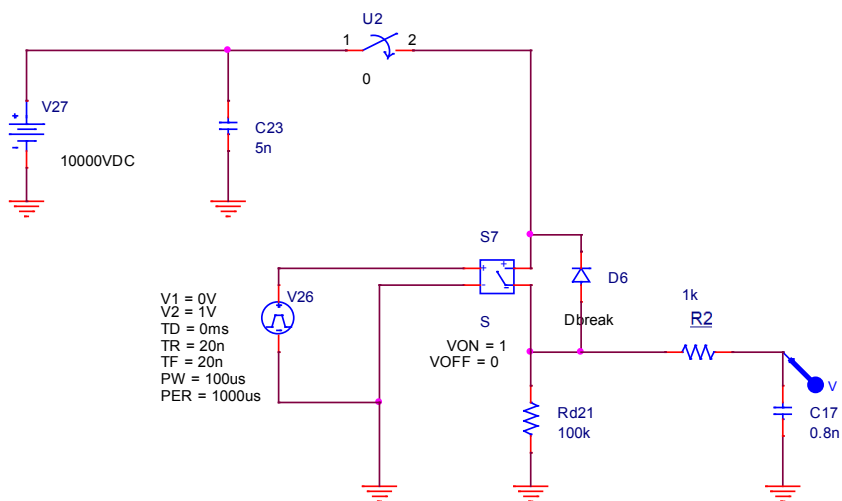 U2
1 2
0
V27
+
-
10000VDC
C23
5n
S7
+ +
- -
S
VON = 1
VOFF = 0
D6
Dbreak
V26
V1 = 0V
V2 = 1V
TD = 0ms
TR = 20n
TF = 20n
PW = 100us
PER = 1000us
1k
R2
V
Rd21
100k
C17
0.8n